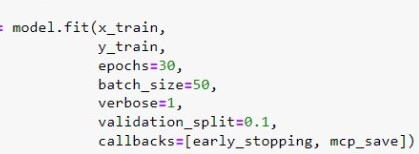 = model.fit(x_train,
y_train,
epochs=30,
batch_size=50,
verbose=1,
validation_split=0.1,
callbacks=[early_stopping, mcp_save])